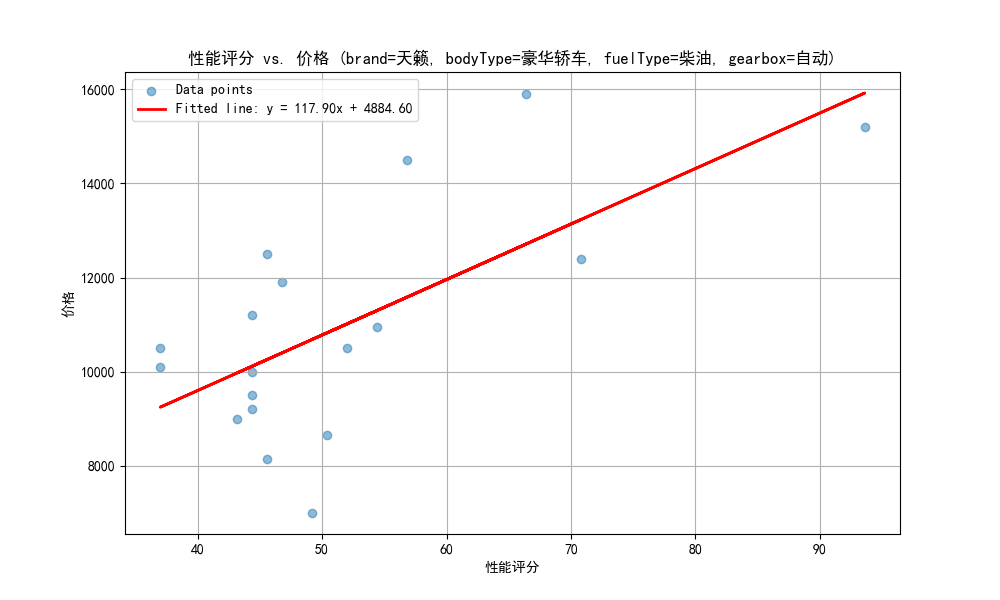 性能评分 vs. 价格 (brand=天籁, bodyType=豪华轿车, fuelType=柴油, gearbox=自动)
Data points
Fitted line: y = 117.90x + 4884.60
16000
14000
12000
10000
8000
价格
40
50
60
70
80
90
性能评分